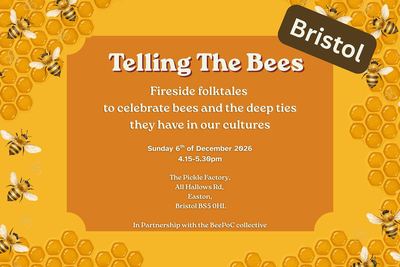 Bristol
Telling The Bees
Fireside folktales
to celebrate bees and the deep ties
they have in our cultures
Sunday 6th of December 2026
4.15-5.30pm
The Pickle Factory,
All Hallows Rd,
Easton,
Bristol BS5 0HL
In Partnership with the BeePoC collective